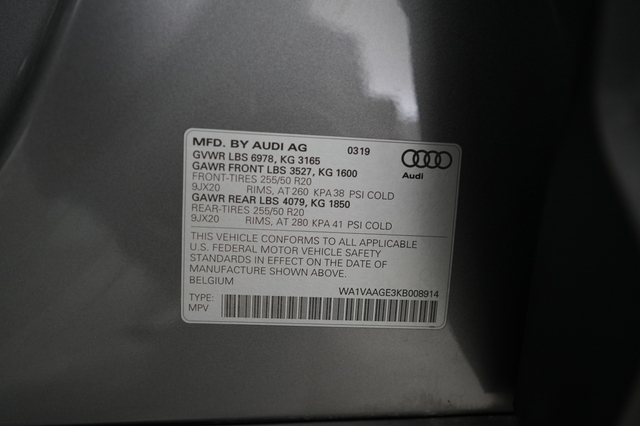 MFD. BY AUDI AG 0319
GVWR LBS 6978, KG 3165
GAWR FRONT LBS 3527, KG 1600
FRONT-TIRES 255/50 R20
9JX20 RIMS, AT 260 KPA 38 PSI COLD
GAWR REAR LBS 4079, KG 1850
REAR-TIRES 255/50 R20
9JX20 RIMS, AT 280 KPA 41 PSI COLD
Audi
THIS VEHICLE CONFORMS TO ALL APPLICABLE
U.S. FEDERAL MOTOR VEHICLE SAFETY
STANDARDS IN EFFECT ON THE DATE OF
MANUFACTURE SHOWN ABOVE.
BELGIUM
WA1VAAGE3KB008914
TYPE:
MPV